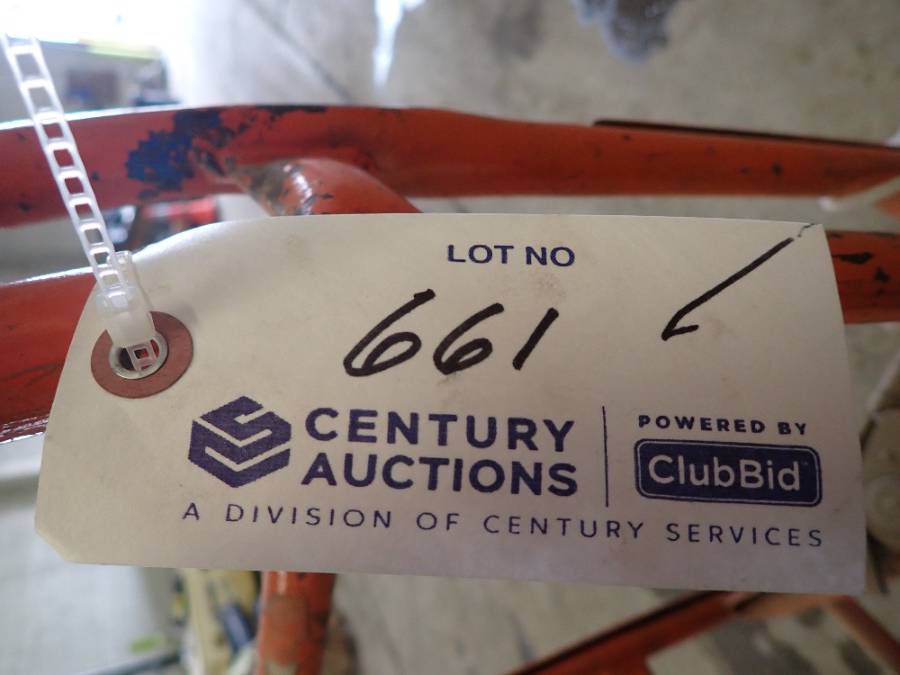 LOT NO
661
CENTURY
AUCTIONS
A DIVISION OF CENTURY SERVICES
POWERED BY
ClubBid